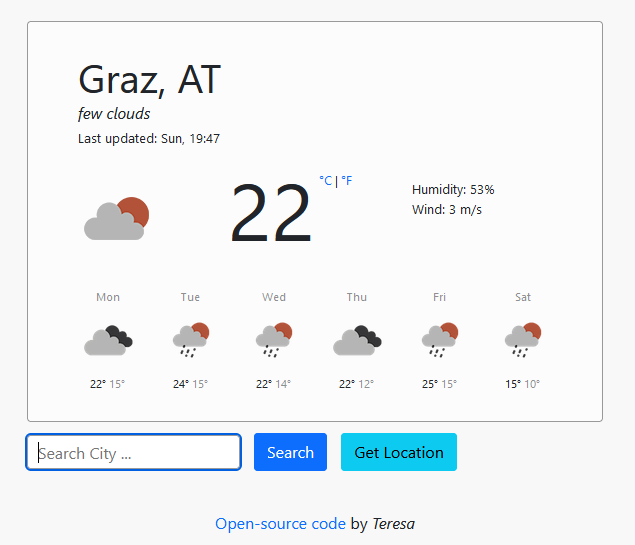 Graz, AT
few clouds
Last updated: Sun, 19:47
22 °C | °F
Humidity: 53%
Wind: 3 m/s
Mon Tue Wed Thu Fri Sat
22° 15° 24° 15° 22° 14° 22° 12° 25° 15° 15° 10°
Search City ... Search Get Location
Open-source code by Teresa